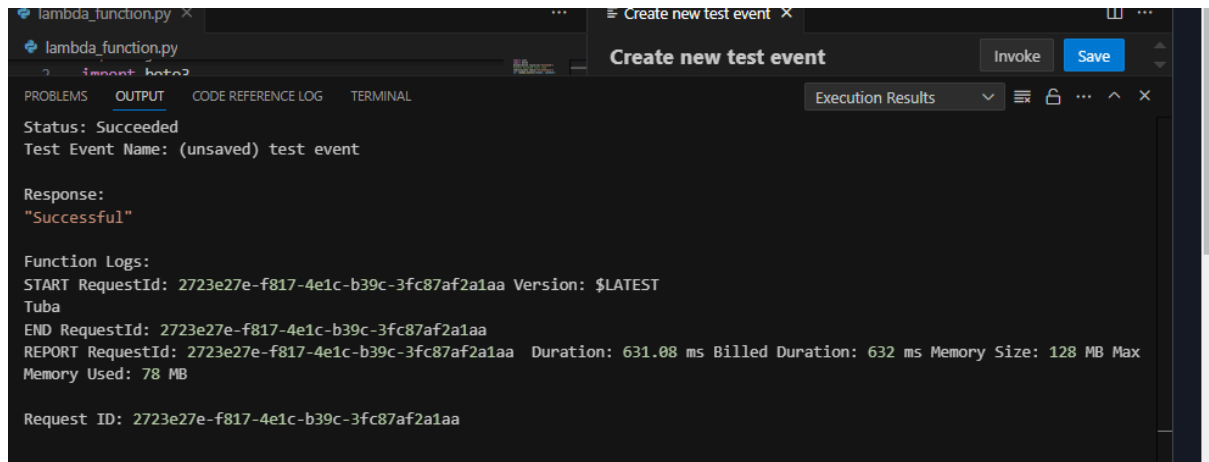 lambda_function.py
Create new test event
lambda_function.py
2 import boto3
Create new test event
Invoke
Save
PROBLEMS OUTPUT CODE REFERENCE LOG TERMINAL
Execution Results
Status: Succeeded
Test Event Name: (unsaved) test event
Response:
"Successful"
Function Logs:
START RequestId: 2723e27e-f817-4e1c-b39c-3fc87af2a1aa Version: $LATEST
Tuba
END RequestId: 2723e27e-f817-4e1c-b39c-3fc87af2a1aa
REPORT RequestId: 2723e27e-f817-4e1c-b39c-3fc87af2a1aa Duration: 631.08 ms Billed Duration: 632 ms Memory Size: 128 MB Max
Memory Used: 78 MB
Request ID: 2723e27e-f817-4e1c-b39c-3fc87af2a1aa